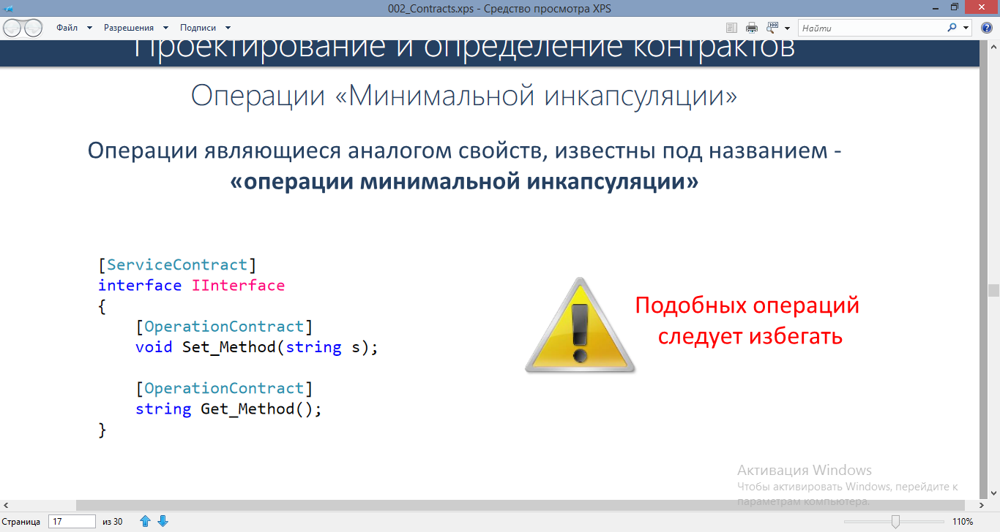 002_Contracts.xps - Средство просмотра XPS
Файл Разрешения Подписи
100
Найти
Проектирование и определение контрактов
Операции «Минимальной инкапсуляции»
Операции являющиеся аналогом свойств, известны под названием -
«операции минимальной инкапсуляции»
[ServiceContract]
interface IInterface
{
[OperationContract]
void Set_Method(string s);
[OperationContract]
string Get_Method();
}
Подобных операций
следует избегать
Активация Windows
Чтобы активировать Windows, перейдите к
параметрам компьютера.
Страница 17 из 30
110%